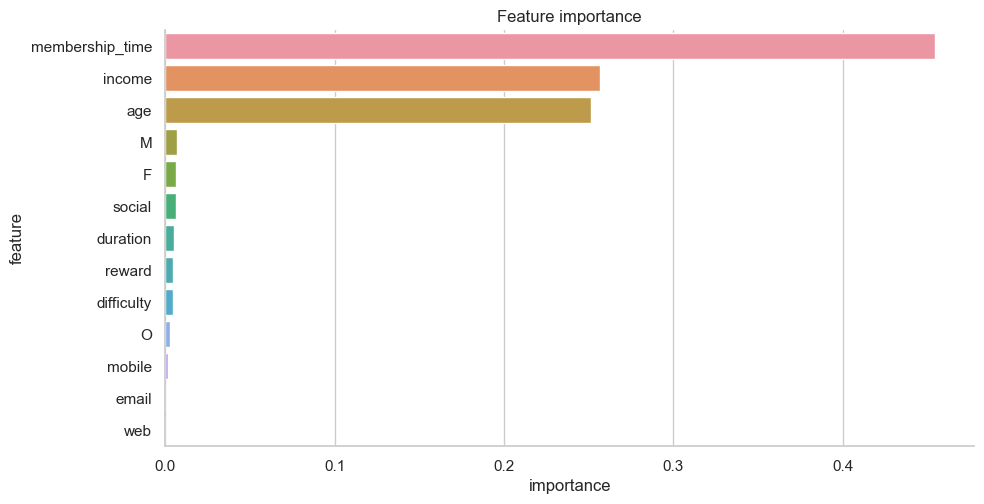 Feature importance
membership_time
income
age
M
F
social
duration
reward
difficulty
O
mobile
email
web
feature
0.0 0.1 0.2 0.3 0.4
importance